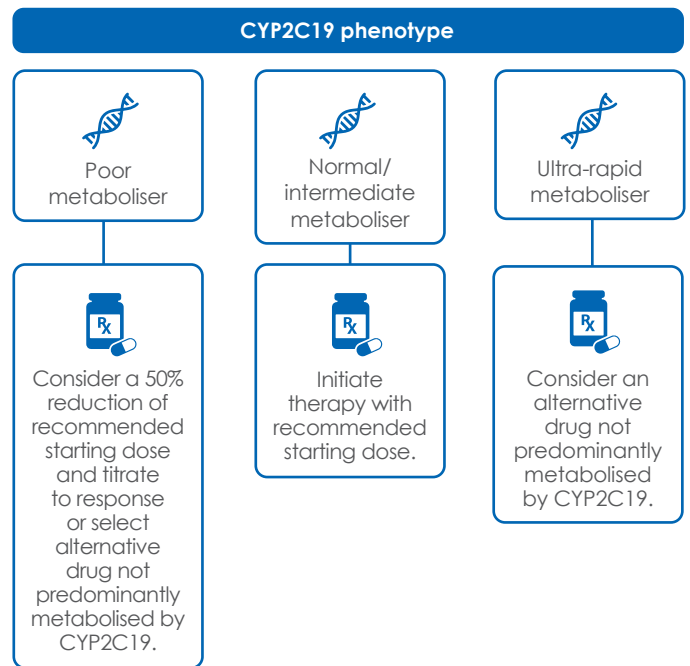 CYP2C19 phenotype
Poor
metaboliser
Normal/
intermediate
metaboliser
Ultra-rapid
metaboliser
Rx
Consider a 50%
reduction of
recommended
starting dose
and titrate
to response
or select
alternative
drug not
predominantly
metabolised by
CYP2C19.
Rx
Initiate
therapy with
recommended
starting dose.
Rx
Consider an
alternative
drug not
predominantly
metabolised
by CYP2C19.